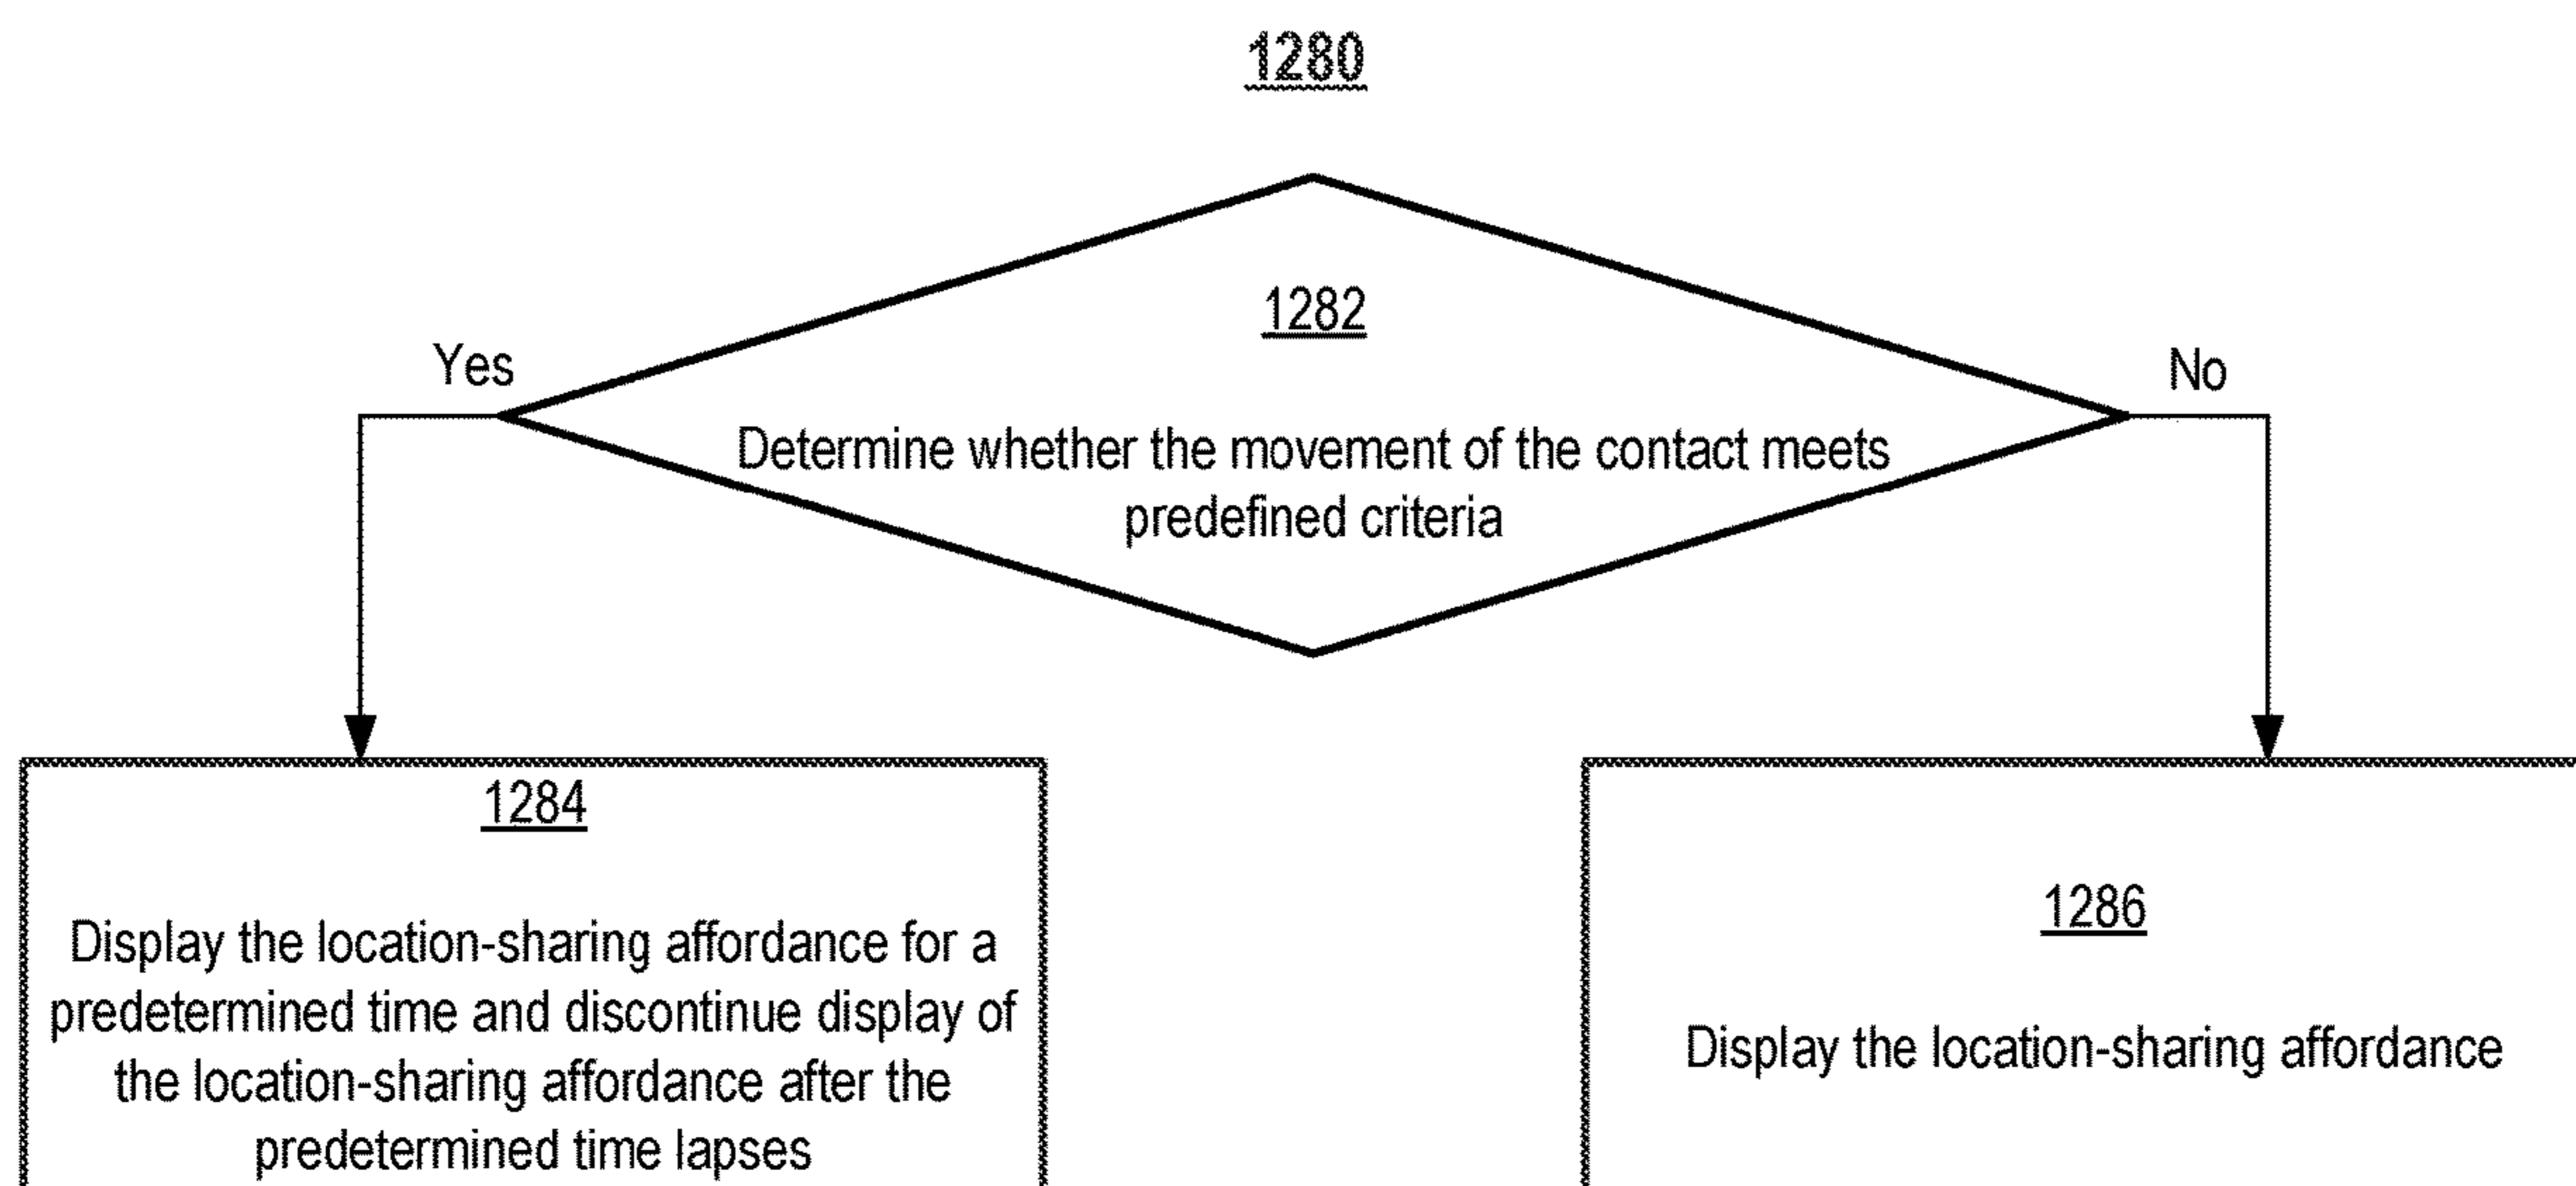 1280
1282
Yes
No
Determine whether the movement of the contact meets
predefined criteria
1284
Display the location-sharing affordance for a
predetermined time and discontinue display of
the location-sharing affordance after the
predetermined time lapses
1286
Display the location-sharing affordance